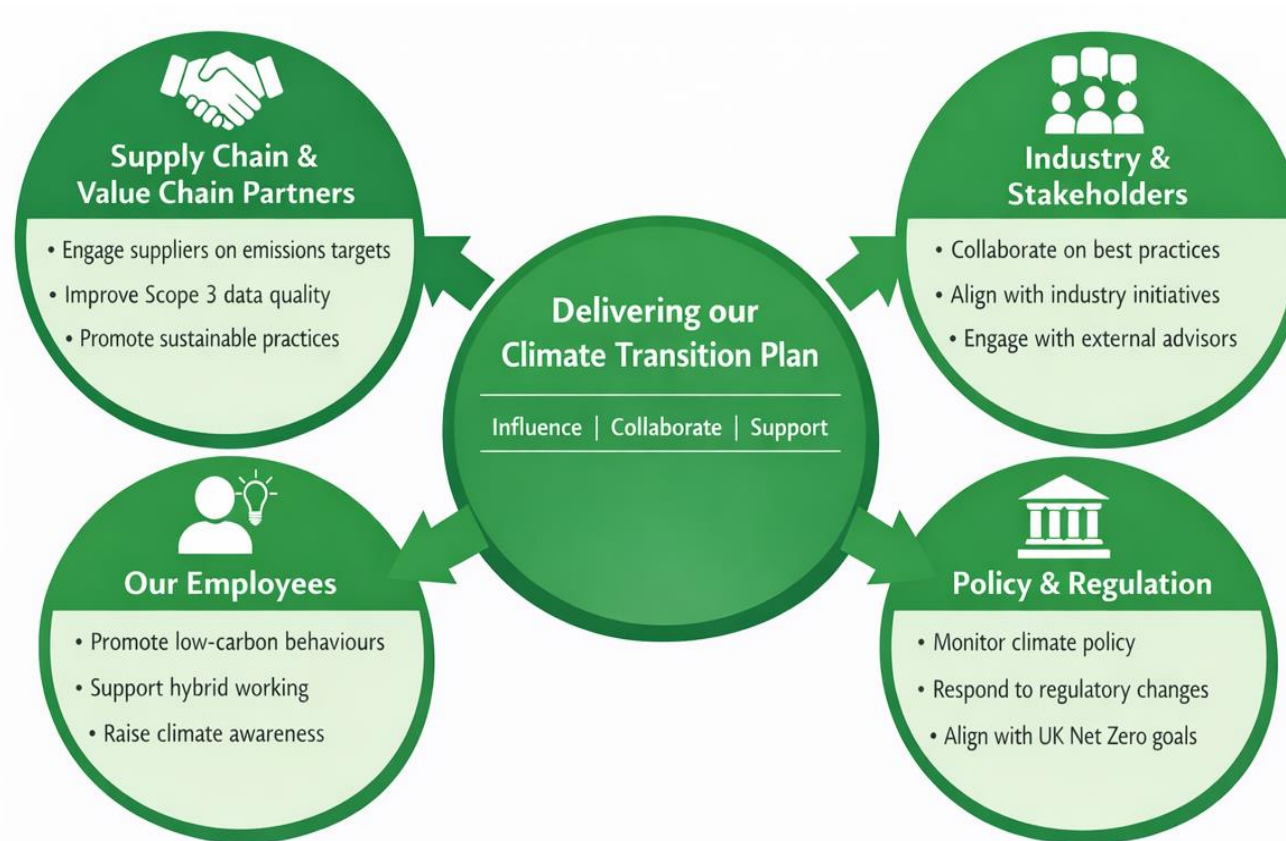 Supply Chain &
Value Chain Partners
• Engage suppliers on emissions targets
• Improve Scope 3 data quality
• Promote sustainable practices
Industry &
Stakeholders
• Collaborate on best practices
• Align with industry initiatives
• Engage with external advisors
Delivering our
Climate Transition Plan
Influence | Collaborate | Support
Our Employees
• Promote low-carbon behaviours
• Support hybrid working
• Raise climate awareness
Policy & Regulation
• Monitor climate policy
• Respond to regulatory changes
• Align with UK Net Zero goals